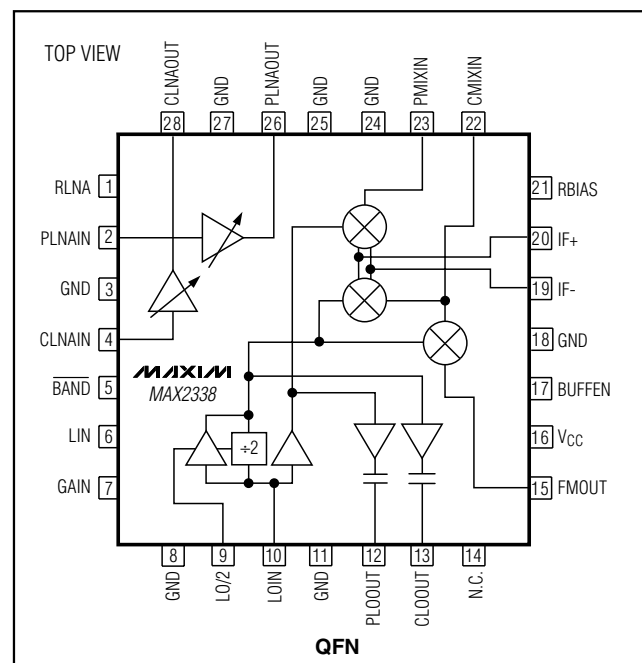 TOP VIEW
CLNAOUT
GND
PLNAOUT
GND
GND
PMIXIN
CMIXIN
28
27
26
25
24
23
22
RLNA 1
PLNAIN 2
GND 3
CLNAIN 4
BAND 5
LIN 6
GAIN 7
21 RBIAS
20 IF+
19 IF-
18 GND
17 BUFFEN
16 VCC
15 FMOUT
MAXIM
MAX2338
÷2
8
9
10
11
12
13
14
GND
LO/2
LOIN
GND
PLOOUT
CLOOUT
N.C.
QFN